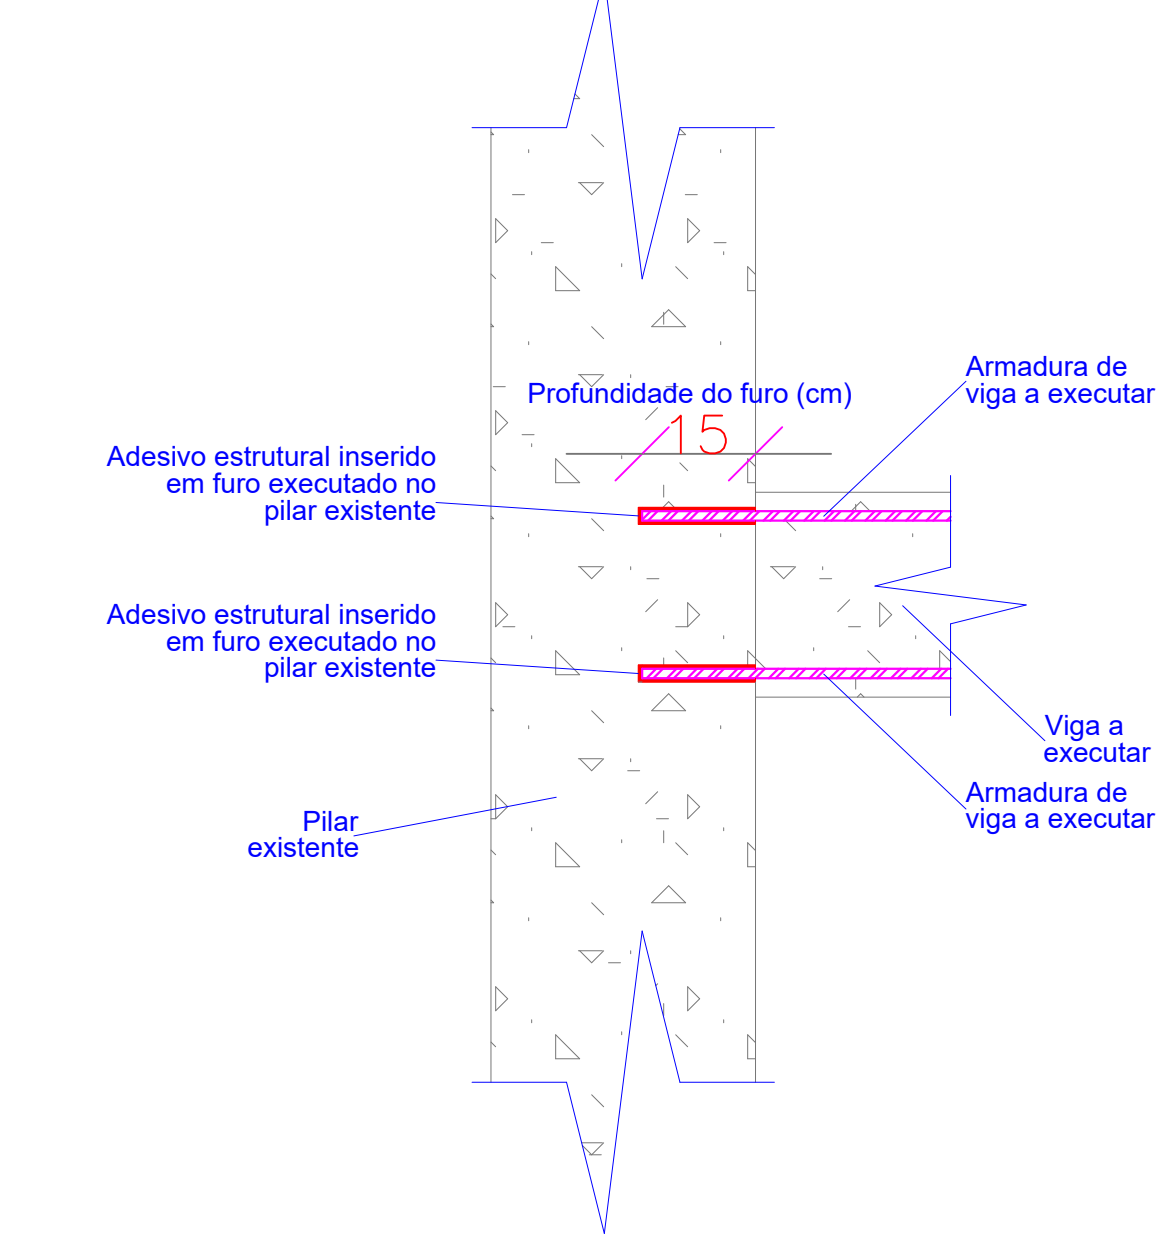 Armadura de
viga a executar
Profundidade do furo (cm)
15
Adesivo estrutural inserido
em furo executado no
pilar existente
Adesivo estrutural inserido
em furo executado no
pilar existente
Viga a
executar
Armadura de
viga a executar
Pilar
existente